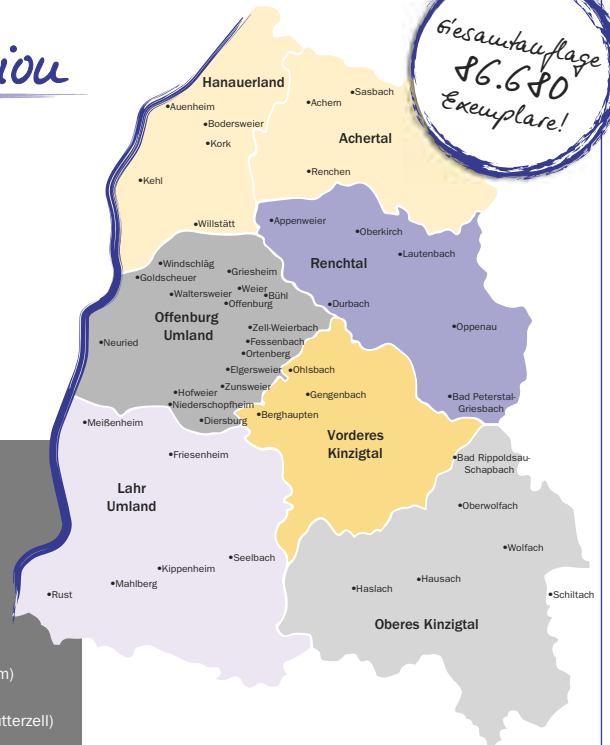 Gesamtauflage
86.680
Exemplare!
Hanauerland
•Auenheim
•Bodersweier
•Kork
•Kehl
•Willstätt
•Sasbach
•Achern
Achertal
•Renchen
•Appenweier
•Oberkirch
•Lautenbach
Renchtal
•Durbach
•Oppenau
•Bad Peterstal-
Griesbach
•Windschläg
•Goldscheuer
•Griesheim
•Weier
•Bühl
•Waltersweier
•Offenburg
Offenburg
Umland
•Zell-Weierbach
•Fessenbach
•Ortenberg
•Neuried
•Elgersweier
•Zunsweier
•Hofweier
•Niederschopfheim
•Diersburg
•Ohlsbach
•Gengenbach
•Berghaupten
Vorderes
Kinzigtal
•Meißenheim
•Friesenheim
Lahr
Umland
•Seelbach
•Kippenheim
•Mahlberg
•Rust
•Bad Rippoldsau-
Schapbach
•Oberwolfach
•Wolfach
•Hausach
•Haslach
•Schiltach
Oberes Kinzigtal